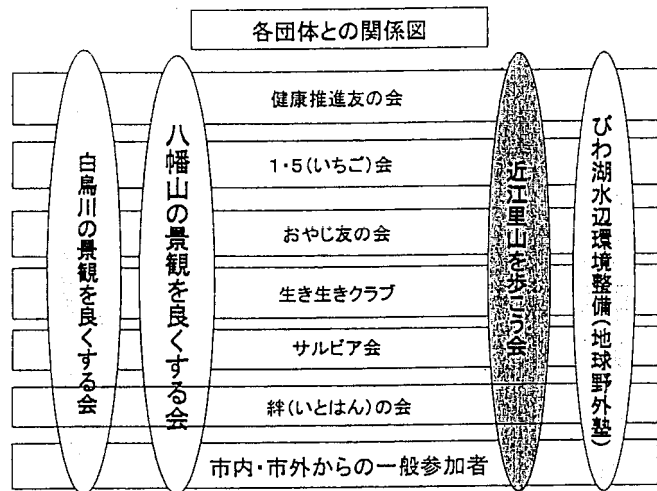 各団体との関係図
健康推進友の会
1・5(いちご)会
おやじ友の会
生き生きクラブ
サルビア会
絆(いとはん)の会
市内・市外からの一般参加者
白鳥川の景観を良くする会
八幡山の景観を良くする会
近江里山を歩こう会
びわ湖水辺環境整備(地球野外塾)